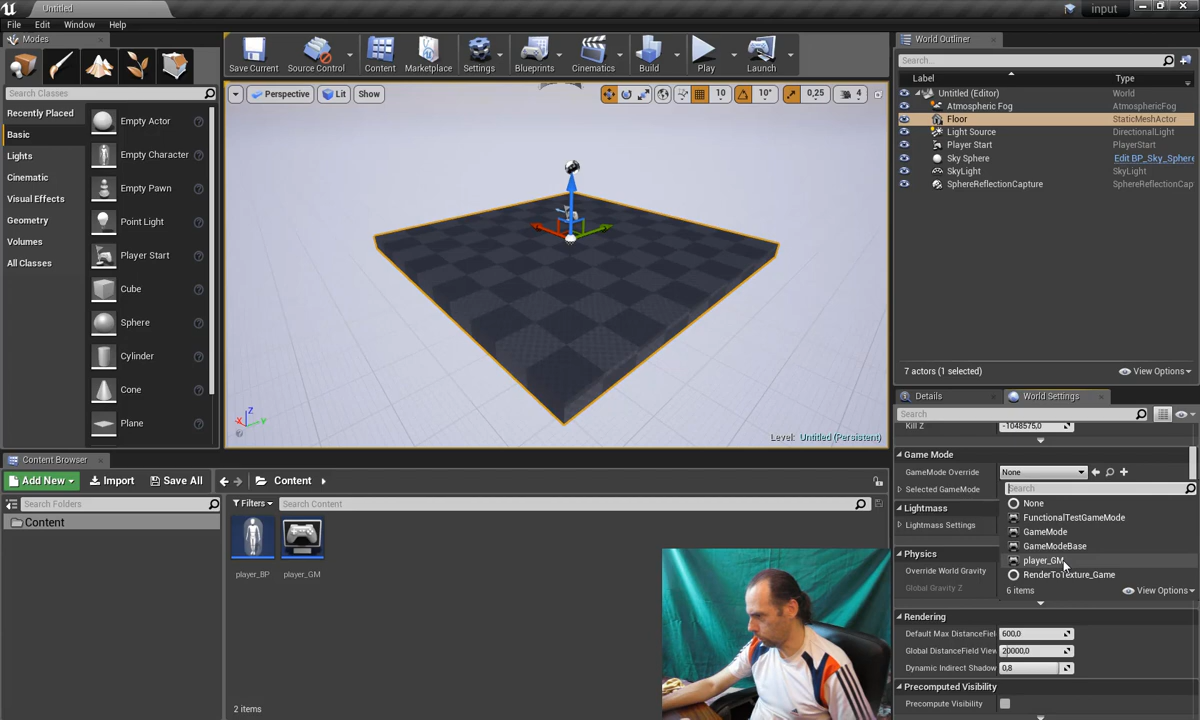 Untitled
input
File Edit Window Help
Modes
Search Classes
Recently Placed
Basic
Lights
Cinematic
Visual Effects
Geometry
Volumes
All Classes
Empty Actor
Empty Character
Empty Pawn
Point Light
Player Start
Cube
Sphere
Cylinder
Cone
Plane
Save Current
Source Control
Content
Marketplace
Settings
Blueprints
Cinematics
Build
Play
Launch
Perspective
Lit
Show
10
10°
0,25
4
X
Y
Z
Level: Untitled (Persistent)
World Outliner
Search...
Label Type
Untitled (Editor) World
Atmospheric Fog AtmosphericFog
Floor StaticMeshActor
Light Source DirectionalLight
Player Start PlayerStart
Sky Sphere Edit BP_Sky_Sphere
SkyLight SkyLight
SphereReflectionCapture SphereReflectionCap
7 actors (1 selected) View Options
Details
World Settings
Search
Kill Z -1048575,0
Game Mode
GameMode Override None
Selected GameMode
Search
None
FunctionalTestGameMode
GameMode
GameModeBase
player_GM
RenderToTexture_Game
6 items View Options
Lightmass
Lightmass Settings
Physics
Override World Gravity
Global Gravity Z
Rendering
Default Max DistanceFiel 600,0
Global DistanceField View 20000,0
Dynamic Indirect Shadow 0,8
Precomputed Visibility
Precompute Visibility
Content Browser
Add New
Import
Save All
Content
Search Folders
Content
Filters
Search Content
player_BP
player_GM
2 items